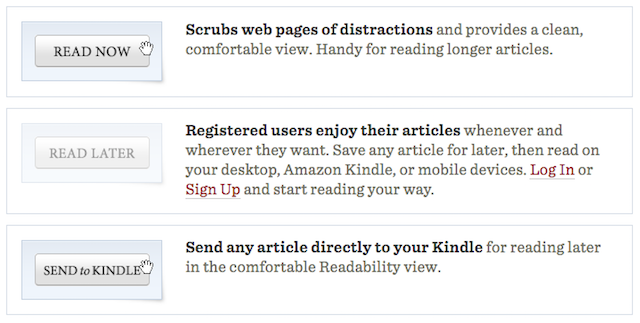 READ NOW
Scrubs web pages of distractions and provides a clean,
comfortable view. Handy for reading longer articles.
READ LATER
Registered users enjoy their articles whenever and
wherever they want. Save any article for later, then read on
your desktop, Amazon Kindle, or mobile devices. Log In or
Sign Up and start reading your way.
SEND to KINDLE
Send any article directly to your Kindle for reading later
in the comfortable Readability view.